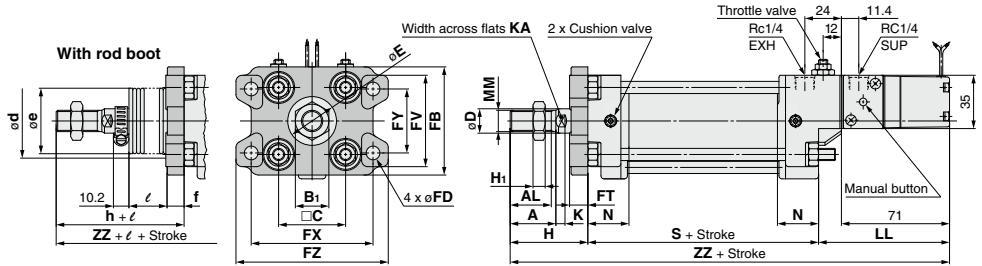 With rod boot
ød
øe
10.2
ℓ
f
h + ℓ
ZZ + ℓ + Stroke
øE
FY
FV
FB
4 x øFD
B1
□C
FX
FZ
Width across flats KA
2 x Cushion valve
Throttle valve
24
11.4
12
Rc1/4
EXH
RC1/4
SUP
MM
øD
35
H1
AL
A
K
H
FT
N
N
Manual button
71
S + Stroke
LL
ZZ + Stroke